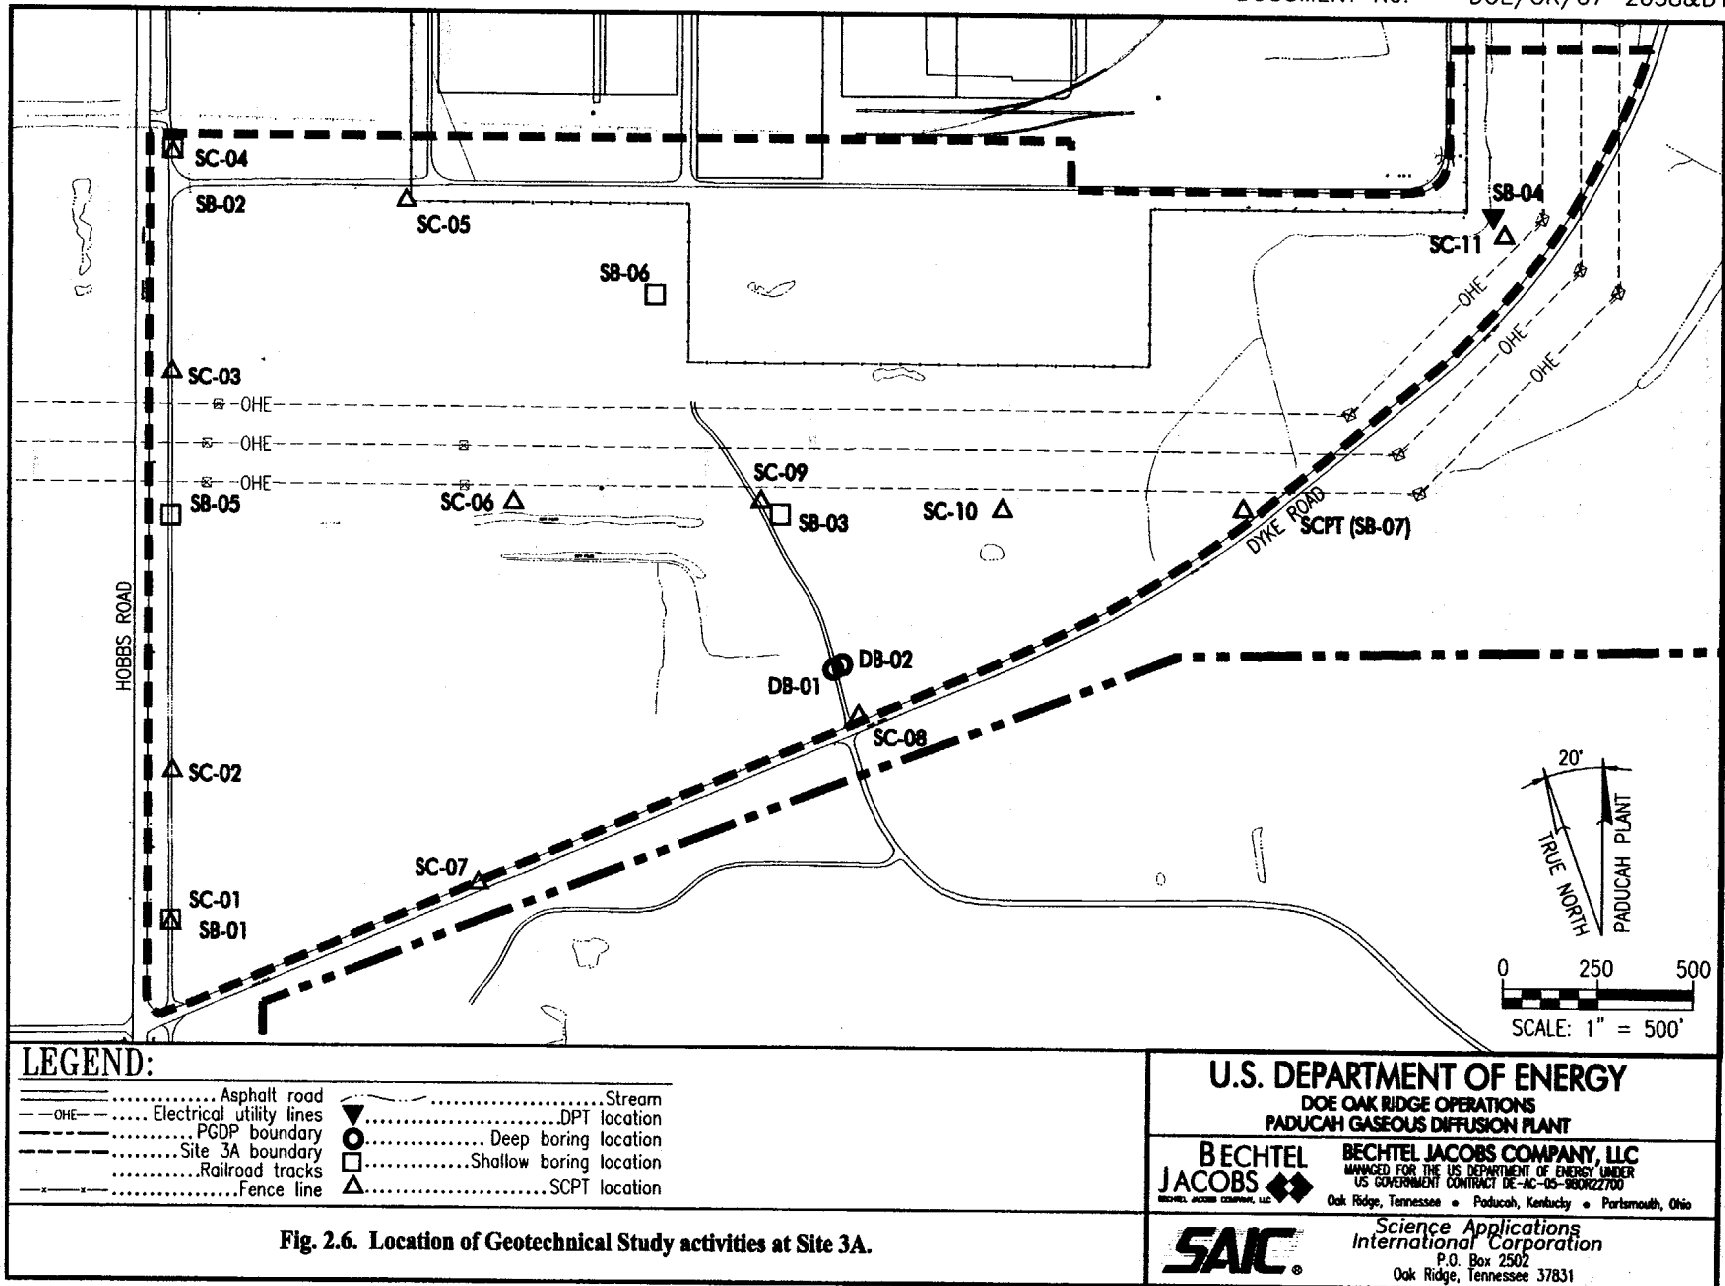 SC-04
SB-02
SC-05
SB-04
SC-11
SB-06
OHE
OHE
OHE
SC-03
OHE
OHE
OHE
SB-05
SC-06
SC-09
SB-03
SC-10
SCPT (SB-07)
DYKE ROAD
HOBBS ROAD
DB-02
DB-01
SC-08
SC-02
SC-07
SC-01
SB-01
20'
TRUE NORTH
PADUCAH PLANT
0 250 500
SCALE: 1" = 500'
LEGEND:
Asphalt road
OHE Electrical utility lines
PGDP boundary
Site 3A boundary
Railroad tracks
Fence line
Stream
DPT location
Deep boring location
Shallow boring location
SCPT location
Fig. 2.6. Location of Geotechnical Study activities at Site 3A.
U.S. DEPARTMENT OF ENERGY
DOE OAK RIDGE OPERATIONS
PADUCAH GASEOUS DIFFUSION PLANT
BECHTEL
JACOBS
BECHTEL JACOBS COMPANY, LLC
BECHTEL JACOBS COMPANY, LLC
MANAGED FOR THE US DEPARTMENT OF ENERGY UNDER
US GOVERNMENT CONTRACT DE-AC-05-98OR22700
Oak Ridge, Tennessee • Paducah, Kentucky • Portsmouth, Ohio
SAIC
Science Applications
International Corporation
P.O. Box 2502
Oak Ridge, Tennessee 37831